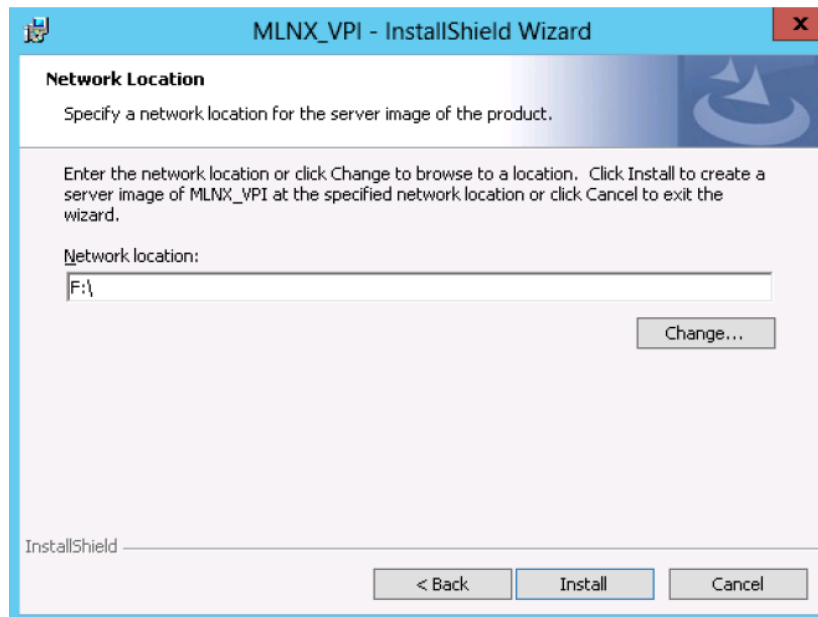 MLNX_VPI - InstallShield Wizard
x
Network Location
Specify a network location for the server image of the product.
Enter the network location or click Change to browse to a location.  Click Install to create a
server image of MLNX_VPI at the specified network location or click Cancel to exit the
wizard.
Network location:
F:\
Change...
InstallShield
< Back
Install
Cancel